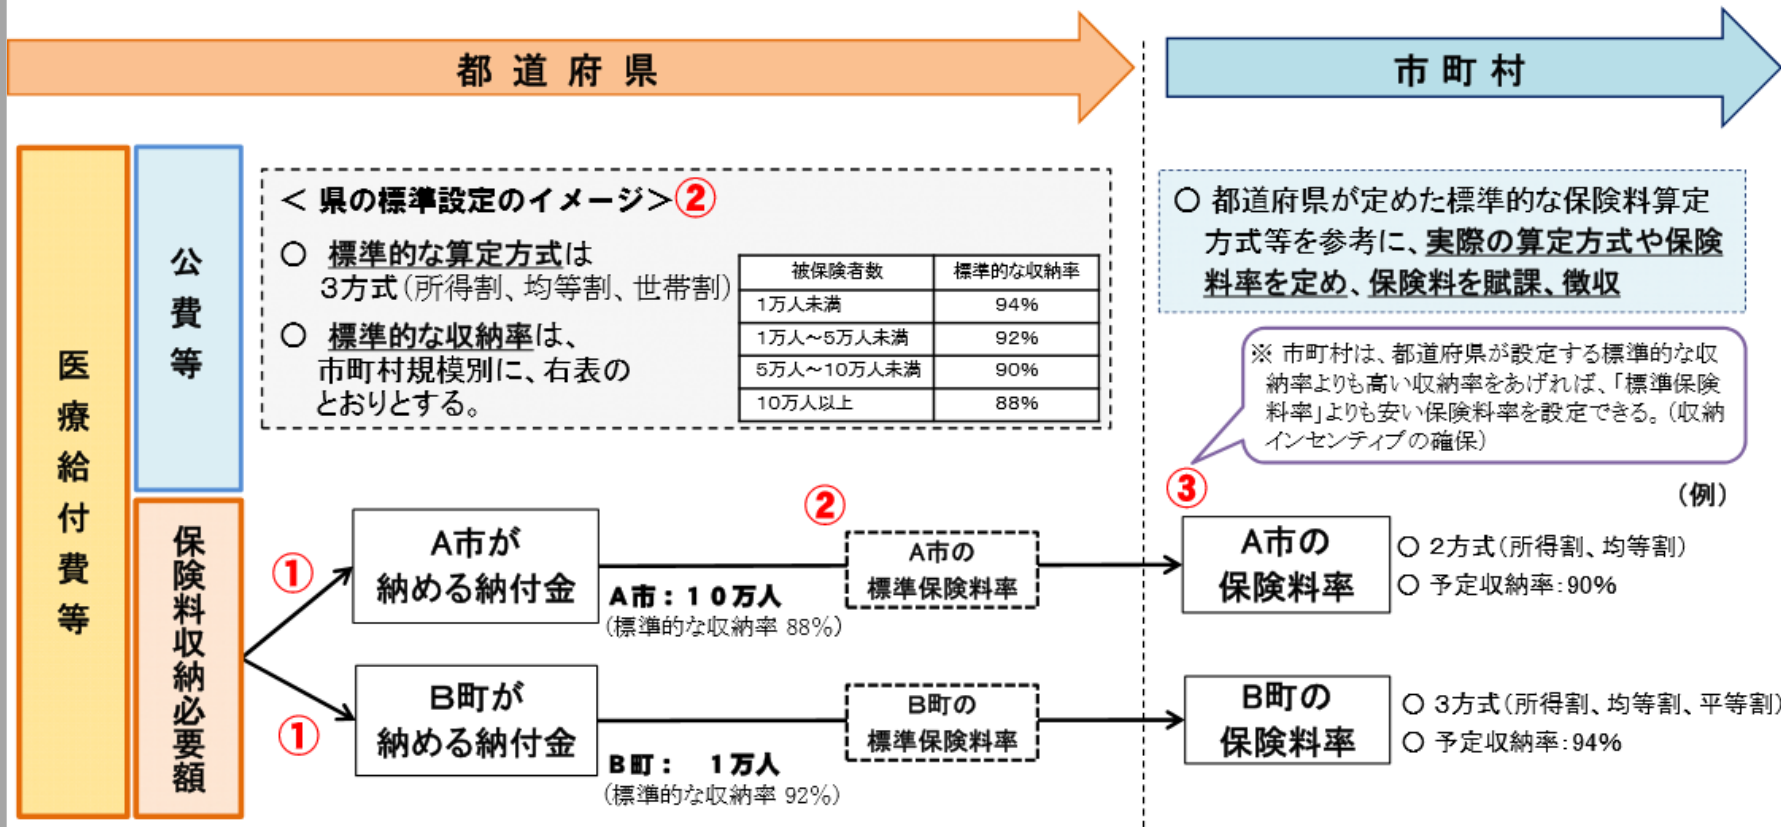 都道府県
市町村
医療給付費等
公費等
保険料収納必要額
＜ 県の標準設定のイメージ＞②
○ 標準的な算定方式は
３方式（所得割、均等割、世帯割）
○ 標準的な収納率は、
市町村規模別に、右表の
とおりとする。
被保険者数 標準的な収納率
１万人未満 94%
１万人～５万人未満 92%
５万人～10万人未満 90%
10万人以上 88%
○ 都道府県が定めた標準的な保険料算定
方式等を参考に、実際の算定方式や保険
料率を定め、保険料を賦課、徴収
※ 市町村は、都道府県が設定する標準的な収
納率よりも高い収納率をあげれば、「標準保険
料率」よりも安い保険料率を設定できる。（収納
インセンティブの確保）
③
（例）
①
A市が
納める納付金
A市：１０万人
（標準的な収納率 88％）
②
A市の
標準保険料率
A市の
保険料率
○ ２方式（所得割、均等割）
○ 予定収納率：90％
①
B町が
納める納付金
B町：　１万人
（標準的な収納率 92％）
B町の
標準保険料率
B町の
保険料率
○ ３方式（所得割、均等割、平等割）
○ 予定収納率：94％